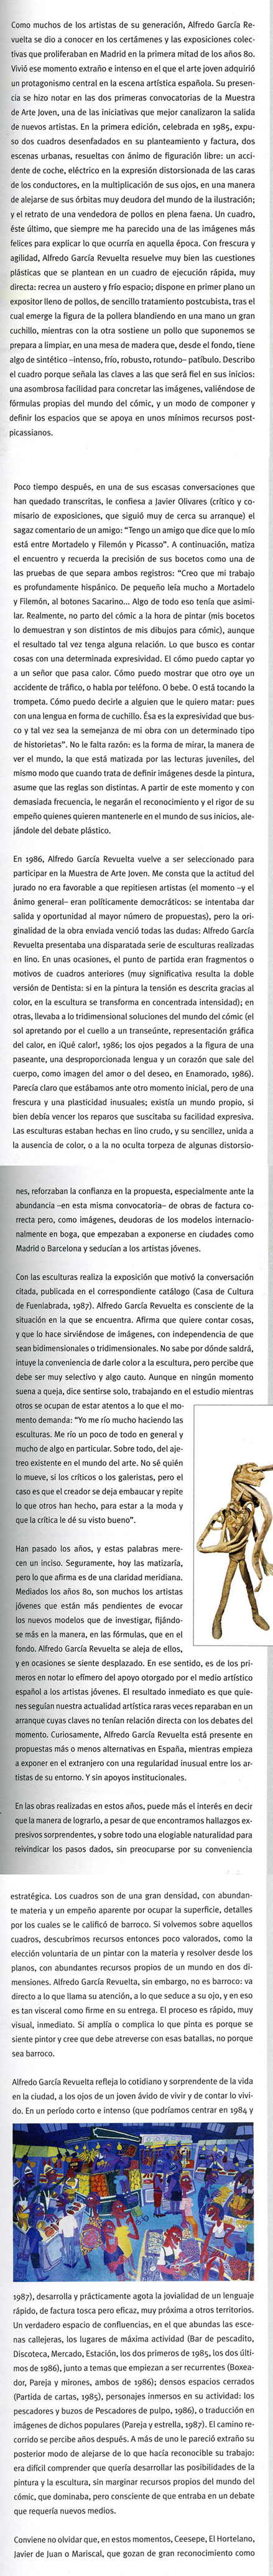 Como muchos de los artistas de su generación, Alfredo García Re-
vuelta se dio a conocer en los certámenes y las exposiciones colec-
tivas que proliferaban en Madrid en la primera mitad de los años 80.
Vivió ese momento extraño e intenso en el que el arte joven adquirió
un protagonismo central en la escena artística española. Su presen-
cia se hizo notar en las dos primeras convocatorias de la Muestra
de Arte Joven, una de las iniciativas que mejor canalizaron la salida
de nuevos artistas. En la primera edición, celebrada en 1985, expu-
so dos cuadros desenfadados en su planteamiento y factura, dos
escenas urbanas, resueltas con ánimo de figuración libre: un acci-
dente de coche, eléctrico en la expresión distorsionada de las caras
de los conductores, en la multiplicación de sus ojos, en una manera
de alejarse de sus órbitas muy deudora del mundo de la ilustración;
y el retrato de una vendedora de pollos en plena faena. Un cuadro,
éste último, que siempre me ha parecido una de las imágenes más
felices para explicar lo que ocurría en aquella época. Con frescura y
agilidad, Alfredo García Revuelta resuelve muy bien las cuestiones
plásticas que se plantean en un cuadro de ejecución rápida, muy
directa: recrea un austero y frío espacio; dispone en primer plano un
expositor lleno de pollos, de sencillo tratamiento postcubista, tras el
cual emerge la figura de la pollera blandiendo en una mano un gran
cuchillo, mientras con la otra sostiene un pollo que suponemos se
prepara a limpiar, en una mesa de madera que, desde el fondo, tiene
algo de sintético –intenso, frío, robusto, rotundo– patíbulo. Describo
el cuadro porque señala las claves a las que será fiel en sus inicios:
una asombrosa facilidad para concretar las imágenes, valiéndose de
fórmulas propias del mundo del cómic, y un modo de componer y
definir los espacios que se apoya en unos mínimos recursos post-
picassianos.
Poco tiempo después, en una de sus escasas conversaciones que
han quedado transcritas, le confiesa a Javier Olivares (crítico y co-
misario de exposiciones, que siguió muy de cerca su arranque) el
sagaz comentario de un amigo: "Tengo un amigo que dice que lo mío
está entre Mortadelo y Filemón y Picasso". A continuación, matiza
el encuentro y recuerda la precisión de sus bocetos como una de
las pruebas de que separa ambos registros: "Creo que mi trabajo
es profundamente hispánico. De pequeño leía mucho a Mortadelo
y Filemón, al botones Sacarino... Algo de todo eso tenía que asimi-
lar. Realmente, no parto del cómic a la hora de pintar (mis bocetos
lo demuestran y son distintos de mis dibujos para cómic), aunque
el resultado tal vez tenga alguna relación. Lo que busco es contar
cosas con una determinada expresividad. El cómo puedo captar yo
a un señor que pasa calor. Cómo puedo mostrar que otro oye un
accidente de tráfico, o habla por teléfono. O bebe. O está tocando la
trompeta. Cómo puedo decirle a alguien que le quiero matar: pues
con una lengua en forma de cuchillo. Ésa es la expresividad que bus-
co y tal vez sea la semejanza de mi obra con un determinado tipo
de historietas". No le falta razón: es la forma de mirar, la manera de
ver el mundo, la que está matizada por las lecturas juveniles, del
mismo modo que cuando trata de definir imágenes desde la pintura,
asume que las reglas son distintas. A partir de este momento y con
demasiada frecuencia, le negarán el reconocimiento y el rigor de su
empeño quienes quieren mantenerle en el mundo de sus inicios, ale-
jándole del debate plástico.
En 1986, Alfredo García Revuelta vuelve a ser seleccionado para
participar en la Muestra de Arte Joven. Me consta que la actitud del
jurado no era favorable a que repitiesen artistas (el momento –y el
ánimo general– eran políticamente democráticos: se intentaba dar
salida y oportunidad al mayor número de propuestas), pero la ori-
ginalidad de la obra enviada venció todas las dudas: Alfredo García
Revuelta presentaba una disparatada serie de esculturas realizadas
en lino. En unas ocasiones, el punto de partida eran fragmentos o
motivos de cuadros anteriores (muy significativa resulta la doble
versión de Dentista: si en la pintura la tensión es descrita gracias al
color, en la escultura se transforma en concentrada intensidad); en
otras, llevaba a lo tridimensional soluciones del mundo del cómic (el
sol apretando por el cuello a un transeúnte, representación gráfica
del calor, en ¡Qué calor!, 1986; los ojos pegados a la figura de una
paseante, una desproporcionada lengua y un corazón que sale del
cuerpo, como imagen del amor o del deseo, en Enamorado, 1986).
Parecía claro que estábamos ante otro momento inicial, pero de una
frescura y una plasticidad inusuales; existía un mundo propio, si
bien debía vencer los reparos que suscitaba su facilidad expresiva.
Las esculturas estaban hechas en lino crudo, y su sencillez, unida a
la ausencia de color, o a la no oculta torpeza de algunas distorsio-
nes, reforzaban la confianza en la propuesta, especialmente ante la
abundancia –en esta misma convocatoria– de obras de factura co-
rrecta pero, como imágenes, deudoras de los modelos internacio-
nalmente en boga, que empezaban a exponerse en ciudades como
Madrid o Barcelona y seducían a los artistas jóvenes.
Con las esculturas realiza la exposición que motivó la conversación
citada, publicada en el correspondiente catálogo (Casa de Cultura
de Fuenlabrada, 1987). Alfredo García Revuelta es consciente de la
situación en la que se encuentra. Afirma que quiere contar cosas,
y que lo hace sirviéndose de imágenes, con independencia de que
sean bidimensionales o tridimensionales. No sabe por dónde saldrá,
intuye la conveniencia de darle color a la escultura, pero percibe que
debe ser muy selectivo y algo cauto. Aunque en ningún momento
suena a queja, dice sentirse solo, trabajando en el estudio mientras
otros se ocupan de estar atentos a lo que el mo-
mento demanda: "Yo me río mucho haciendo las
esculturas. Me río un poco de todo en general y
mucho de algo en particular. Sobre todo, del aje-
treo existente en el mundo del arte. No sé quién
lo mueve, si los críticos o los galeristas, pero el
caso es que el creador se deja embaucar y repite
lo que otros han hecho, para estar a la moda y
que la crítica le dé su visto bueno".
Han pasado los años, y estas palabras mere-
cen un inciso. Seguramente, hoy las matizaría,
pero lo que afirma es de una claridad meridiana.
Mediados los años 80, son muchos los artistas
jóvenes que están más pendientes de evocar
los nuevos modelos que de investigar, fijándo-
se más en la manera, en las fórmulas, que en el
fondo. Alfredo García Revuelta se aleja de ellos,
y en ocasiones se siente desplazado. En ese sentido, es de los pri-
meros en notar lo efímero del apoyo otorgado por el medio artístico
español a los artistas jóvenes. El resultado inmediato es que quie-
nes seguían nuestra actualidad artística raras veces reparaban en un
arranque cuyas claves no tenían relación directa con los debates del
momento. Curiosamente, Alfredo García Revuelta está presente en
propuestas más o menos alternativas en España, mientras empieza
a exponer en el extranjero con una regularidad inusual entre los ar-
tistas de su entorno. Y sin apoyos institucionales.
En las obras realizadas en estos años, puede más el interés en decir
que la manera de lograrlo, a pesar de que encontramos hallazgos ex-
presivos sorprendentes, y sobre todo una elogiable naturalidad para
reivindicar los pasos dados, sin preocuparse por su conveniencia
estratégica. Los cuadros son de una gran densidad, con abundan-
te materia y un empeño aparente por ocupar la superficie, detalles
por los cuales se le calificó de barroco. Si volvemos sobre aquellos
cuadros, descubrimos recursos entonces poco valorados, como la
elección voluntaria de un pintar con la materia y resolver desde los
planos, con abundantes recursos propios de un mundo en dos di-
mensiones. Alfredo García Revuelta, sin embargo, no es barroco: va
directo a lo que llama su atención, a lo que seduce a su ojo, y en eso
es tan visceral como firme en su entrega. El proceso es rápido, muy
visual, inmediato. Si amplía o complica lo que pinta es porque se
siente pintor y cree que debe atreverse con esas batallas, no porque
sea barroco.
Alfredo García Revuelta refleja lo cotidiano y sorprendente de la vida
en la ciudad, a los ojos de un joven ávido de vivir y de contar lo vivi-
do. En un período corto e intenso (que podríamos centrar en 1984 y
1987), desarrolla y prácticamente agota la jovialidad de un lenguaje
rápido, de factura tosca pero eficaz, muy próxima a otros territorios.
Un verdadero espacio de confluencias, en el que abundan las esce-
nas callejeras, los lugares de máxima actividad (Bar de pescadito,
Discoteca, Mercado, Estación, los dos primeros de 1985, los dos últi-
mos de 1986), junto a temas que empiezan a ser recurrentes (Boxea-
dor, Pareja y mirones, ambos de 1986); densos espacios cerrados
(Partida de cartas, 1985), personajes inmersos en su actividad: los
pescadores y buzos de Pescadores de pulpo, 1986), o traducción en
imágenes de dichos populares (Pareja y estrella, 1987). El camino re-
corrido se percibe años después. A más de uno le pareció extraño su
posterior modo de alejarse de lo que hacía reconocible su trabajo:
era difícil comprender que quería desarrollar las posibilidades de la
pintura y la escultura, sin marginar recursos propios del mundo del
cómic, que dominaba, pero consciente de que entraba en un debate
que requería nuevos medios.
Conviene no olvidar que, en estos momentos, Ceesepe, El Hortelano,
Javier de Juan o Mariscal, que gozan de gran reconocimiento como